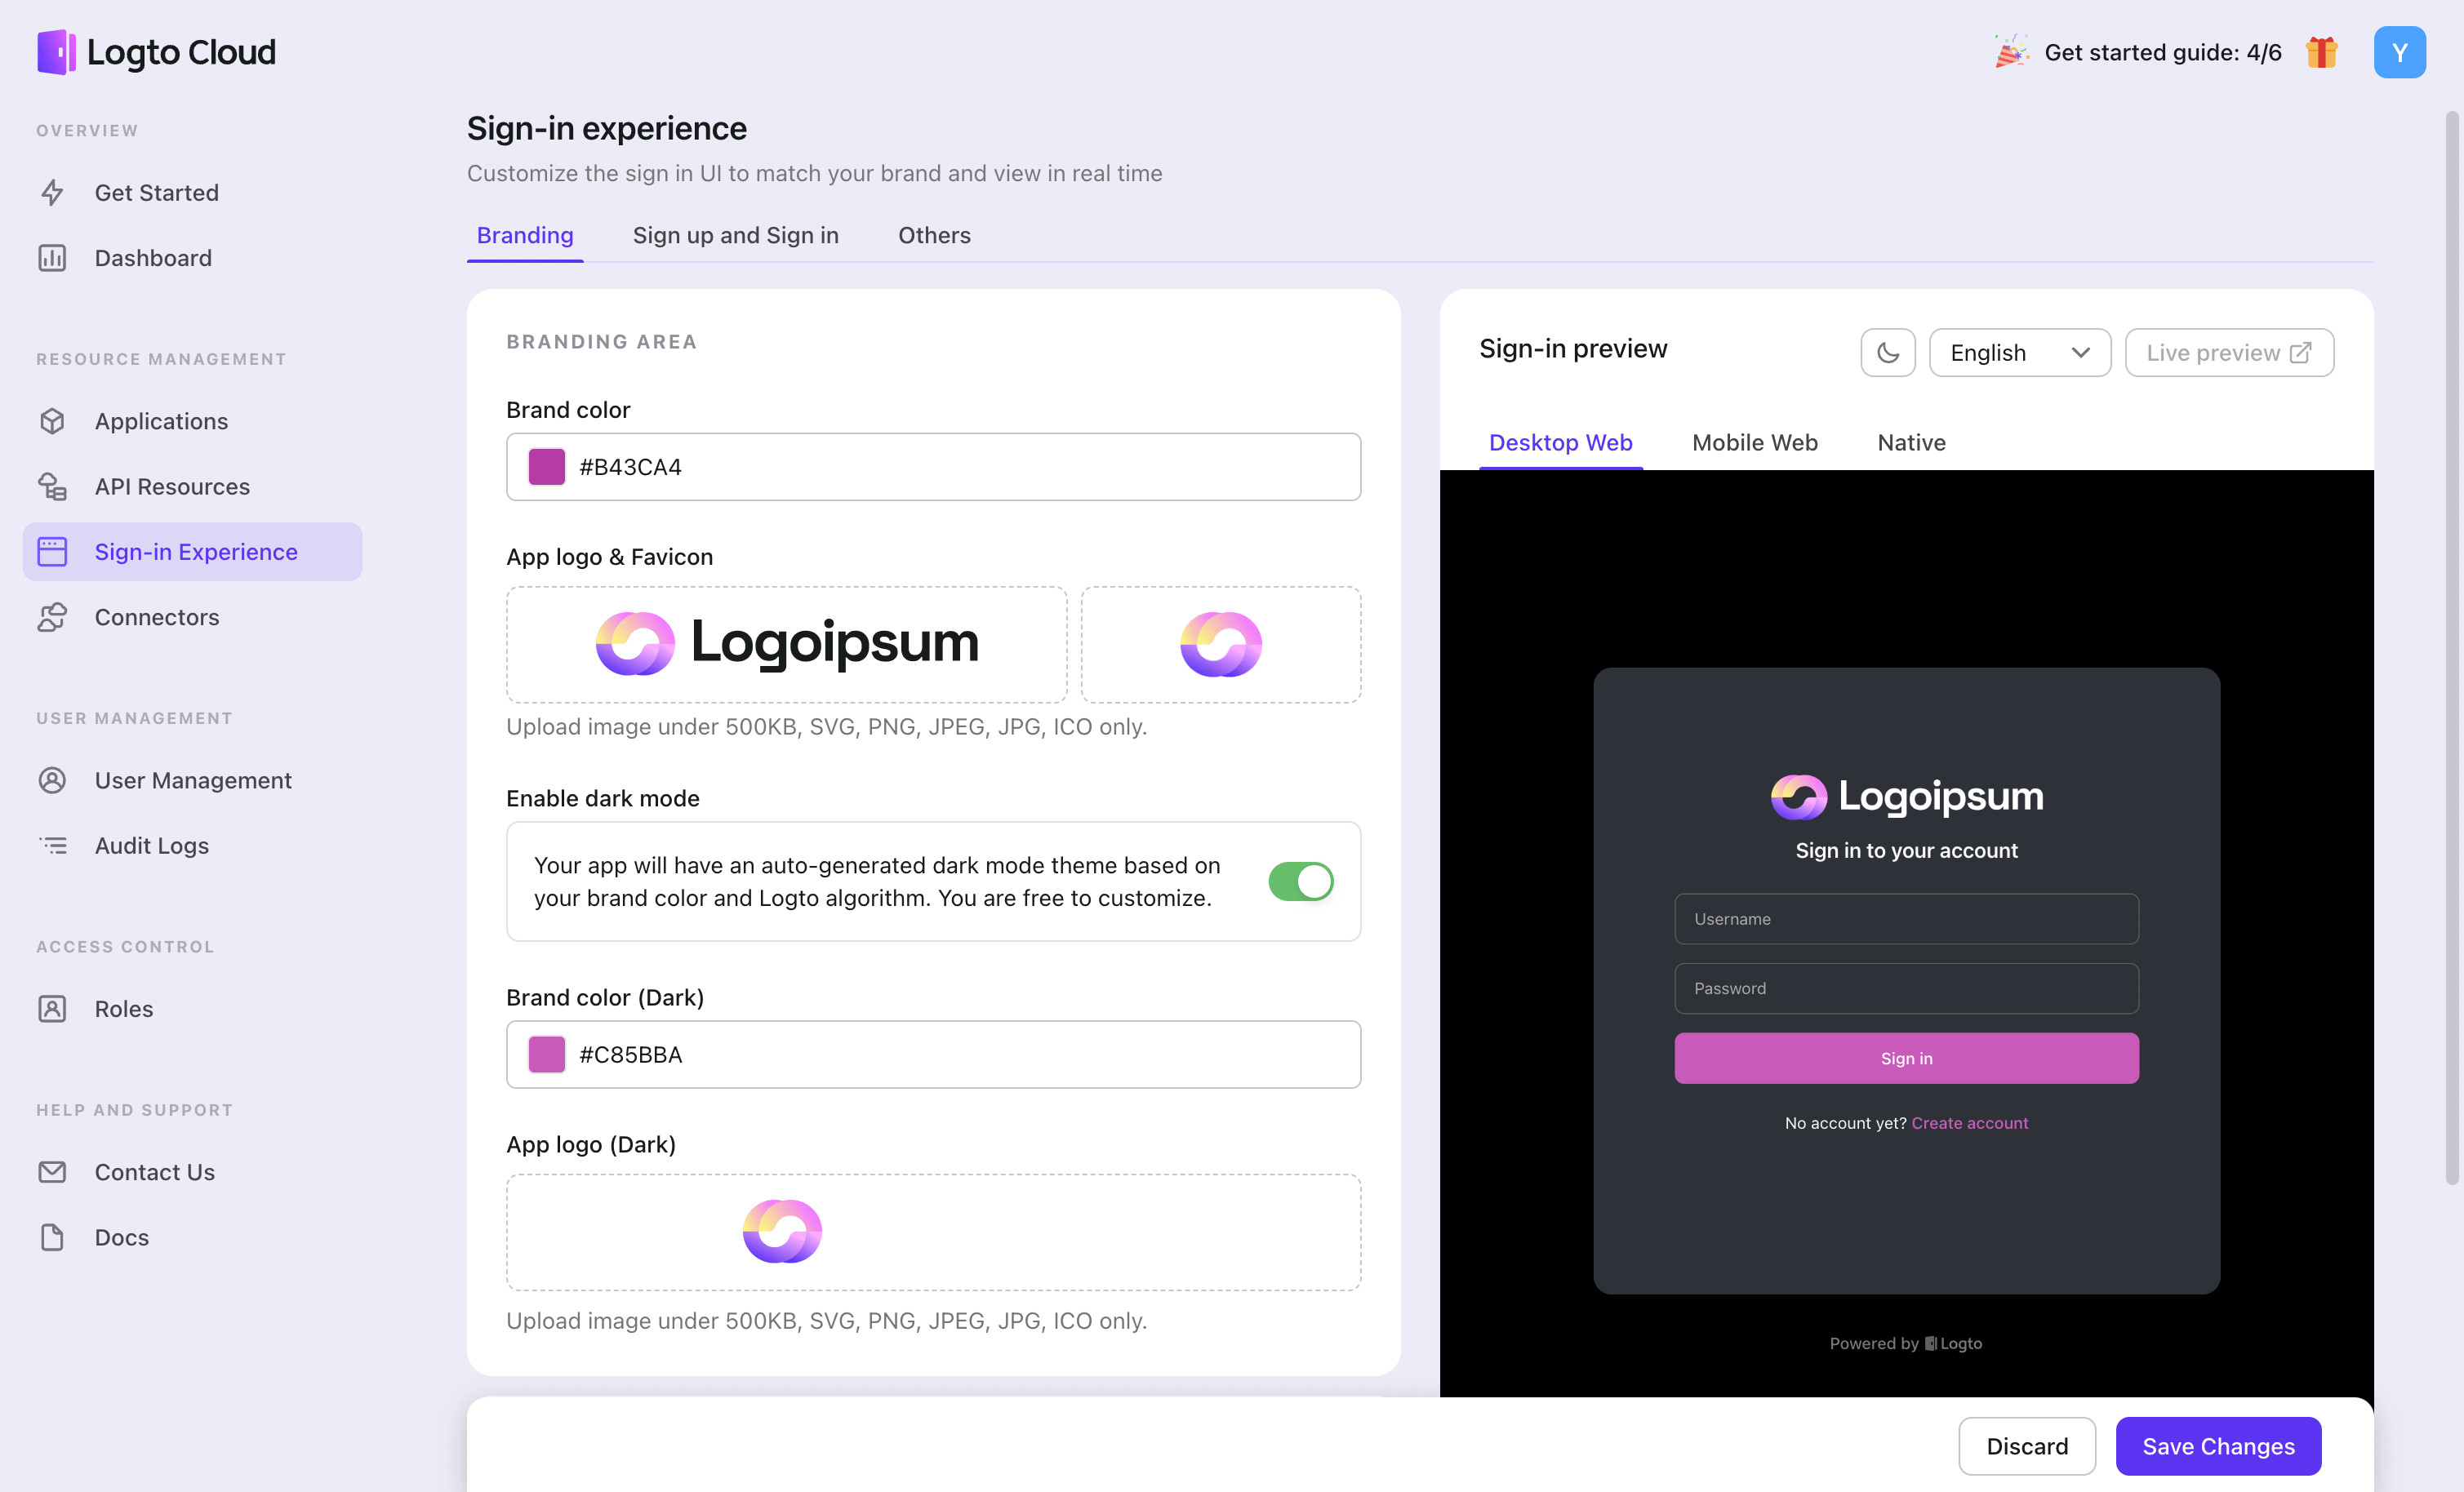 Logto Cloud
Get started guide: 4/6
Y
OVERVIEW
Get Started
Dashboard
RESOURCE MANAGEMENT
Applications
API Resources
Sign-in Experience
Connectors
USER MANAGEMENT
User Management
Audit Logs
ACCESS CONTROL
Roles
HELP AND SUPPORT
Contact Us
Docs
Sign-in experience
Customize the sign in UI to match your brand and view in real time
Branding
Sign up and Sign in
Others
BRANDING AREA
Brand color
#B43CA4
App logo & Favicon
Logoipsum
Upload image under 500KB, SVG, PNG, JPEG, JPG, ICO only.
Enable dark mode
Your app will have an auto-generated dark mode theme based on
your brand color and Logto algorithm. You are free to customize.
Brand color (Dark)
#C85BBA
App logo (Dark)
Upload image under 500KB, SVG, PNG, JPEG, JPG, ICO only.
Sign-in preview
English
Live preview
Desktop Web
Mobile Web
Native
Logoipsum
Sign in to your account
Username
Password
Sign in
No account yet? Create account
Powered by Logto
Discard
Save Changes